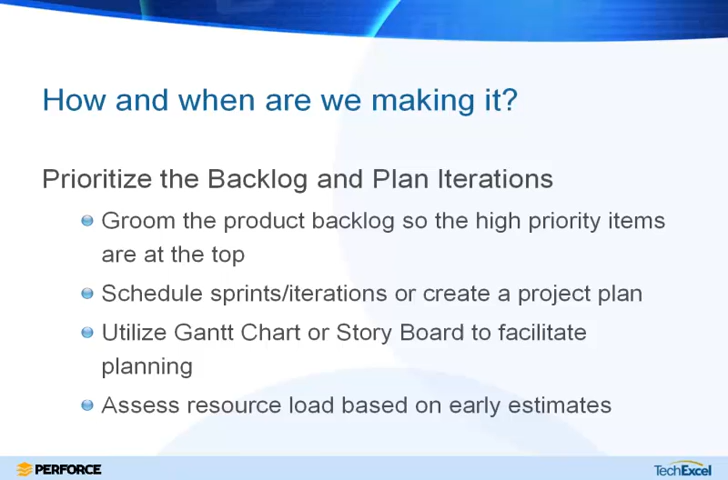 How and when are we making it?
Prioritize the Backlog and Plan Iterations
Groom the product backlog so the high priority items
are at the top
Schedule sprints/iterations or create a project plan
Utilize Gantt Chart or Story Board to facilitate
planning
Assess resource load based on early estimates
PERFORCE
TechExcel